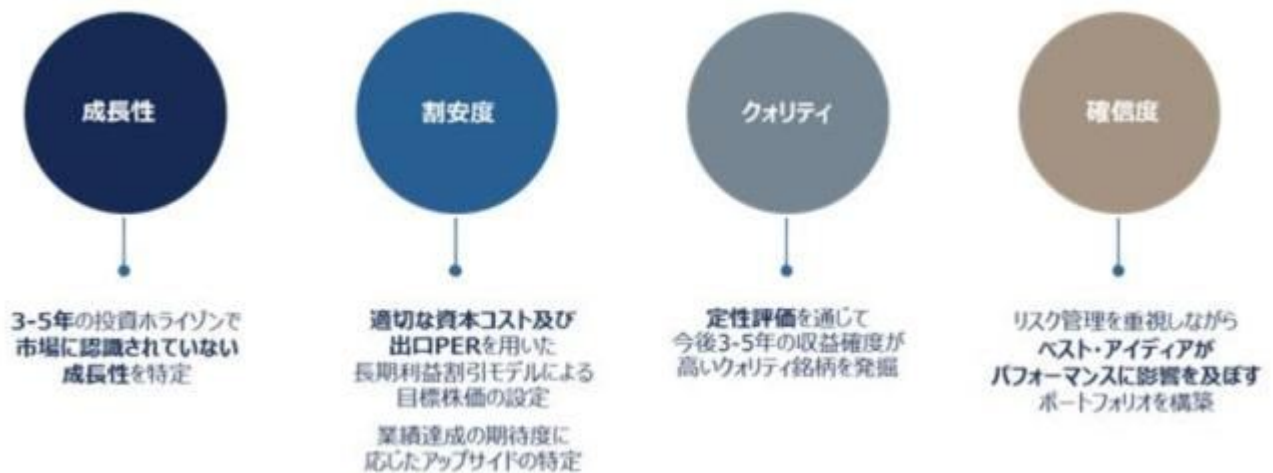 成長性
3-5年の投資ホライゾンで
市場に認識されていない
成長性を特定
割安度
適切な資本コスト及び
出口PERを用いた
長期利益割引モデルによる
目標株価の設定
業績達成の期待度に
応じたアップサイドの特定
クォリティ
定性評価を通じて
今後3-5年の収益確度が
高いクォリティ銘柄を発掘
確信度
リスク管理を重視しながら
ベスト・アイディアが
パフォーマンスに影響を及ぼす
ポートフォリオを構築